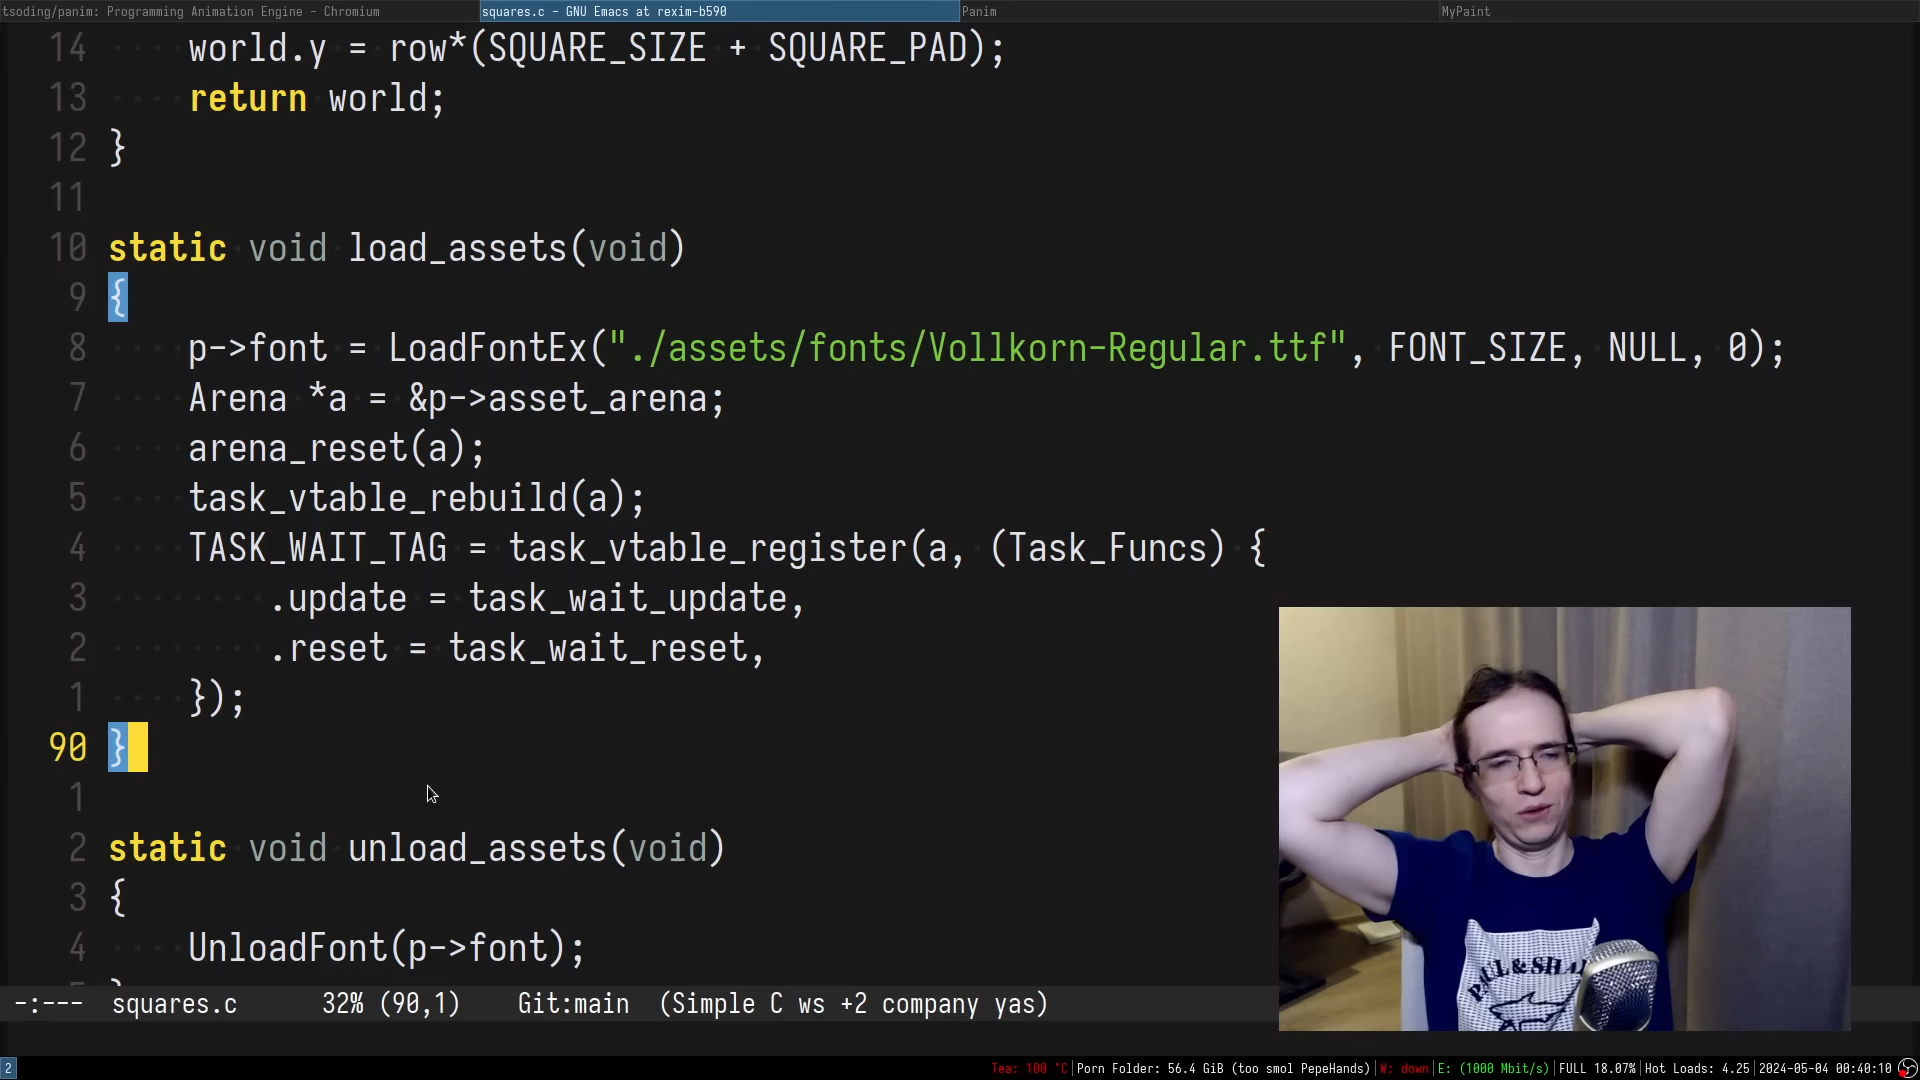 tsoding/panim: Programming Animation Engine - Chromium
squares.c - GNU Emacs at rexim-b590
Panim
MyPaint
14 world.y = row*(SQUARE_SIZE + SQUARE_PAD);
13 return world;
12 }
11
10 static void load_assets(void)
9 {
8 p->font = LoadFontEx("./assets/fonts/Vollkorn-Regular.ttf", FONT_SIZE, NULL, 0);
7 Arena *a = &p->asset_arena;
6 arena_reset(a);
5 task_vtable_rebuild(a);
4 TASK_WAIT_TAG = task_vtable_register(a, (Task_Funcs) {
3 .update = task_wait_update,
2 .reset = task_wait_reset,
1 });
90 }
1
2 static void unload_assets(void)
3 {
4 UnloadFont(p->font);
-:--- squares.c 32% (90,1) Git:main (Simple C ws +2 company yas)
2
Tea: 100 °C|Porn Folder: 56.4 GiB (too smol PepeHands)|W: down|E: (1000 Mbit/s)|FULL 18.07%|Hot Loads: 4.25|2024-05-04 00:40:10